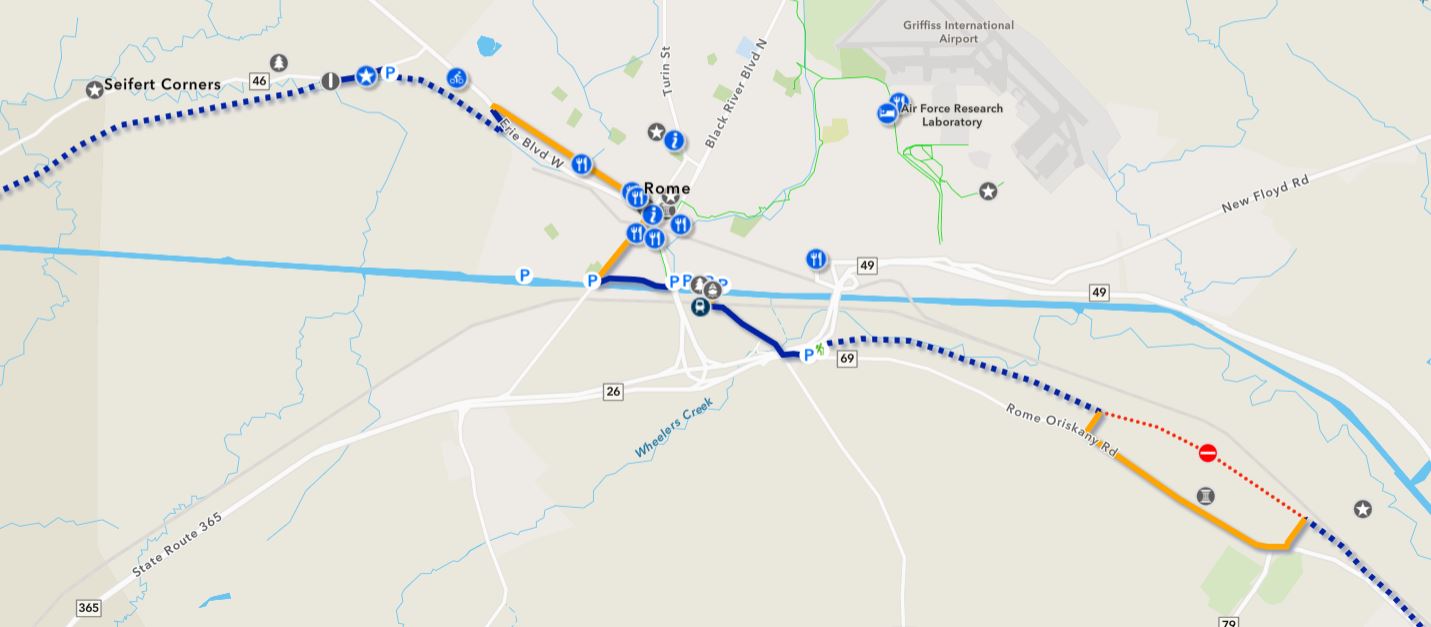 Griffiss International
Airport
Turin St
Black River Blvd N
Seifert Corners
46
P
Air Force Research
Laboratory
Erie Blvd W
i
Rome
New Floyd Rd
i
49
P
P
P
P
P
49
P
69
26
Wheelers Creek
Rome Oriskany Rd
State Route 365
365
79